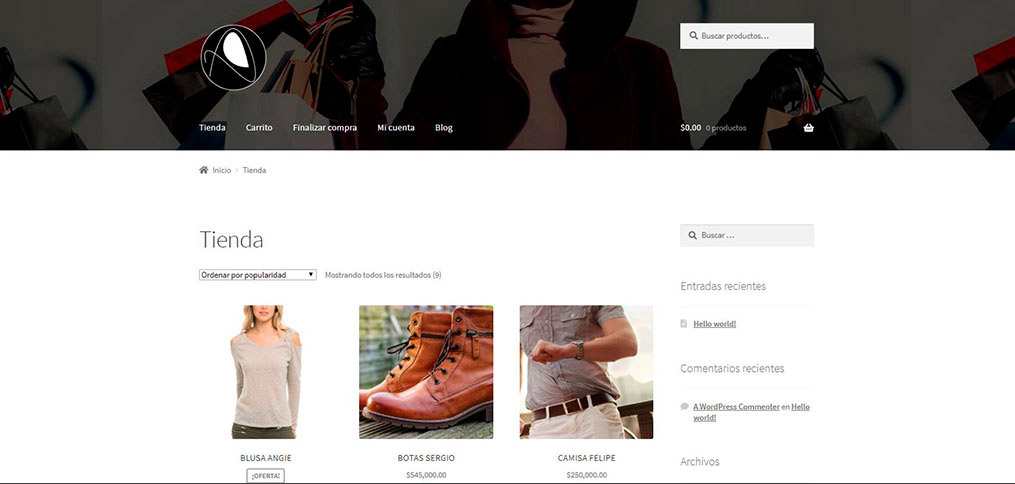 Buscar productos...
Tienda Carrito Finalizar compra Mi cuenta Blog
$0.00 0 productos
Inicio > Tienda
Tienda
Buscar ...
Ordenar por popularidad
Mostrando todos los resultados (9)
Entradas recientes
Hello world!
Comentarios recientes
A WordPress Commenter en Hello
world!
Archivos
BLUSA ANGIE
¡OFERTA!
BOTAS SERGIO
$545,000.00
CAMISA FELIPE
$250,000.00